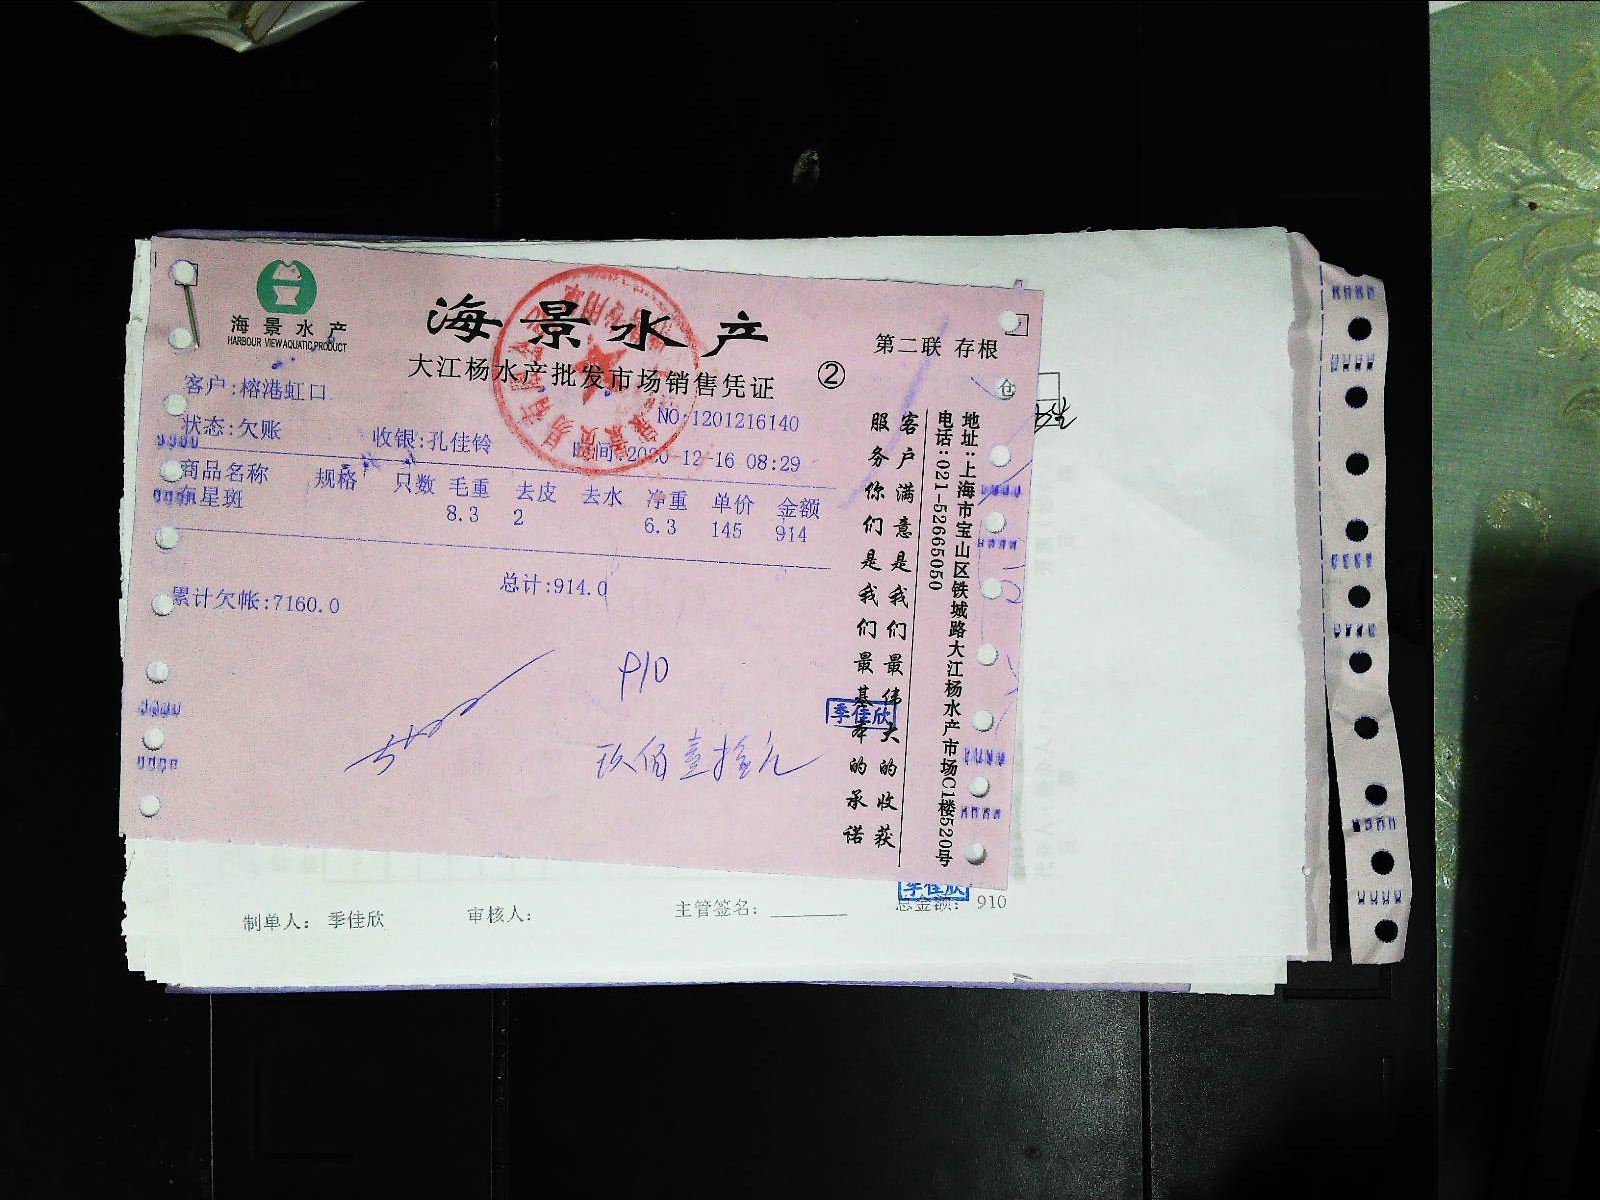 海景水产
HARBOUR VIEW AQUATIC PRODUCT
海景水产
大江杨水产批发市场销售凭证 ②
第二联 存根
客户:榕港虹口
NO:1201216140
状态:欠账 收银:孔佳铃 时间:2020-12-16 08:29
商品名称 规格 只数 毛重 去皮 去水 净重 单价 金额
东星斑 8.3 2 6.3 145 914
总计:914.0
累计欠帐:7160.0
910
玖佰壹拾元
季佳欣
客户满意是我们最伟大的收获
服务你们是我们最基本的承诺
地址:上海市宝山区铁城路大江杨水产市场C1楼520号
电话:021-52665050
仓
季佳欣
制单人: 季佳欣 审核人: 主管签名: 总金额: 910